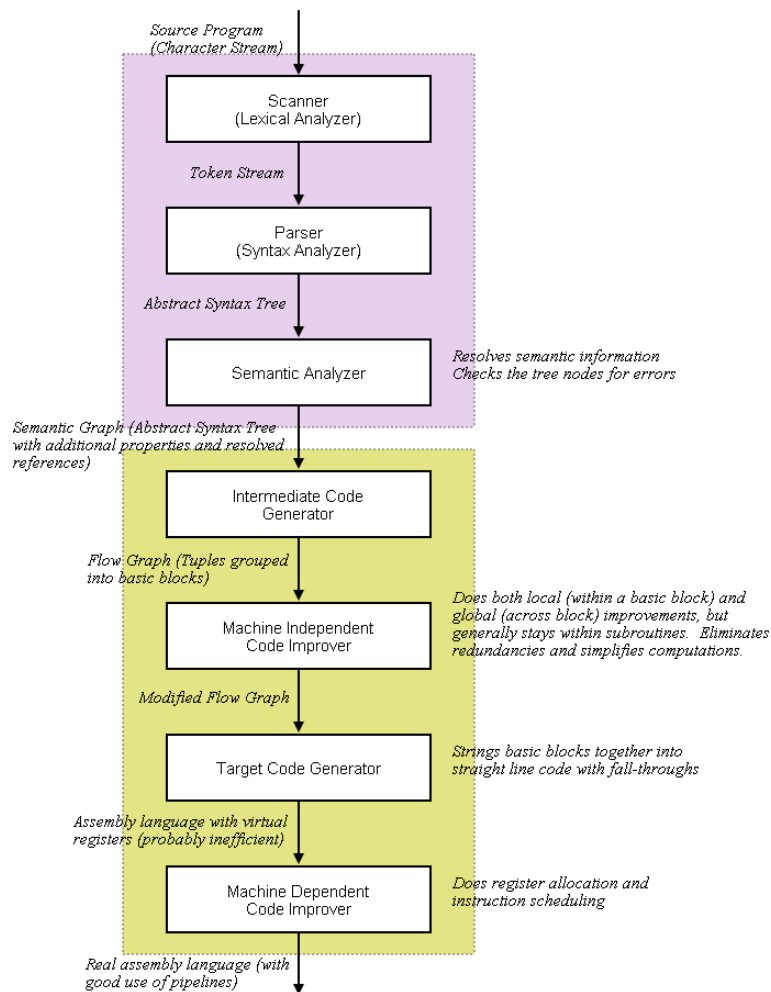 Source Program
(Character Stream)
Scanner
(Lexical Analyzer)
Token Stream
Parser
(Syntax Analyzer)
Abstract Syntax Tree
Semantic Analyzer
Resolves semantic information
Checks the tree nodes for errors
Semantic Graph (Abstract Syntax Tree
with additional properties and resolved
references)
Intermediate Code
Generator
Flow Graph (Tuples grouped
into basic blocks)
Machine Independent
Code Improver
Does both local (within a basic block) and
global (across block) improvements, but
generally stays within subroutines.  Eliminates
redundancies and simplifies computations.
Modified Flow Graph
Target Code Generator
Strings basic blocks together into
straight line code with fall-throughs
Assembly language with virtual
registers (probably inefficient)
Machine Dependent
Code Improver
Does register allocation and
instruction scheduling
Real assembly language (with
good use of pipelines)